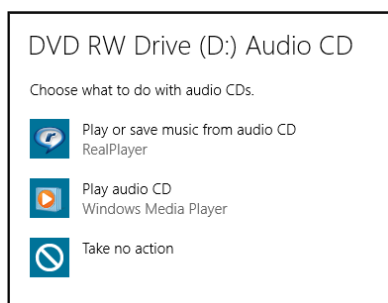 DVD RW Drive (D:) Audio CD
Choose what to do with audio CDs.
Play or save music from audio CD
RealPlayer
Play audio CD
Windows Media Player
Take no action